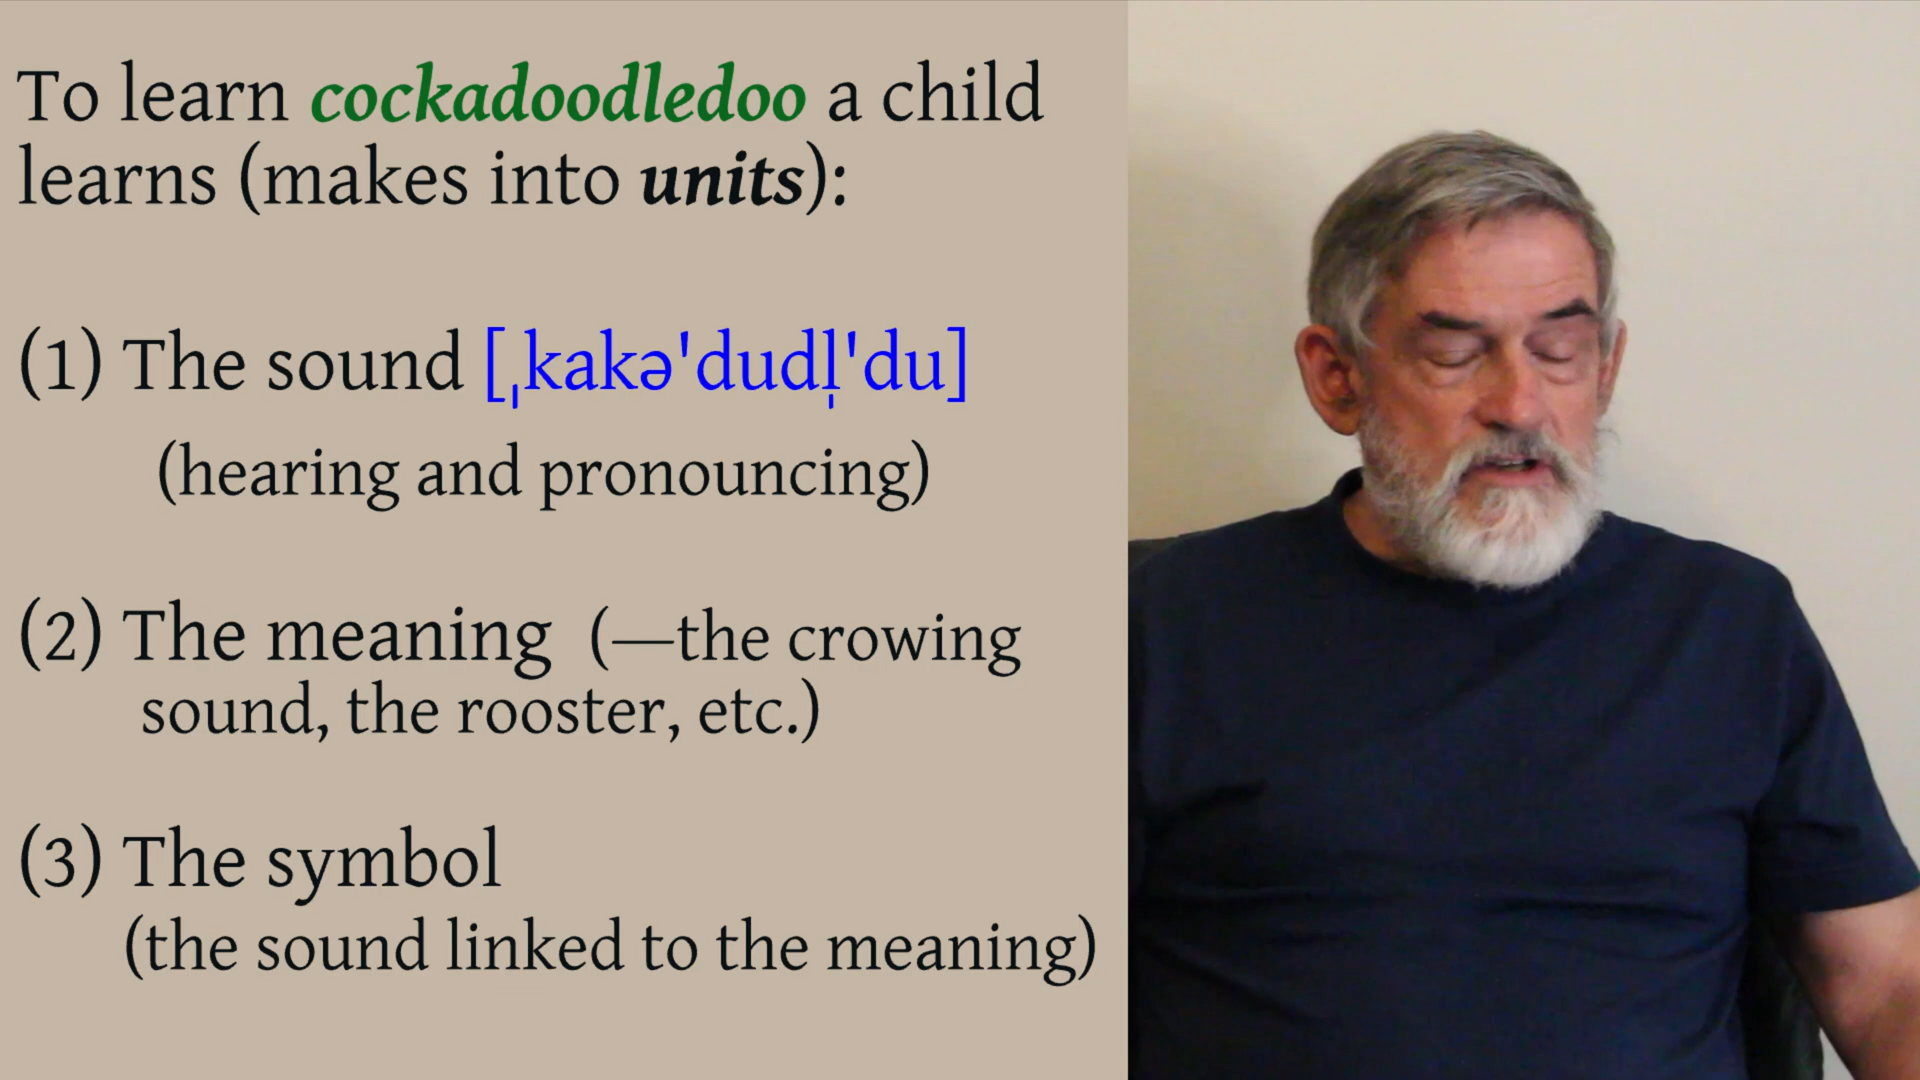 To learn cockadoodledoo a child
learns (makes into units):
(1) The sound [ˌkakə'dudl̩'du]
(hearing and pronouncing)
(2) The meaning (—the crowing
sound, the rooster, etc.)
(3) The symbol
(the sound linked to the meaning)